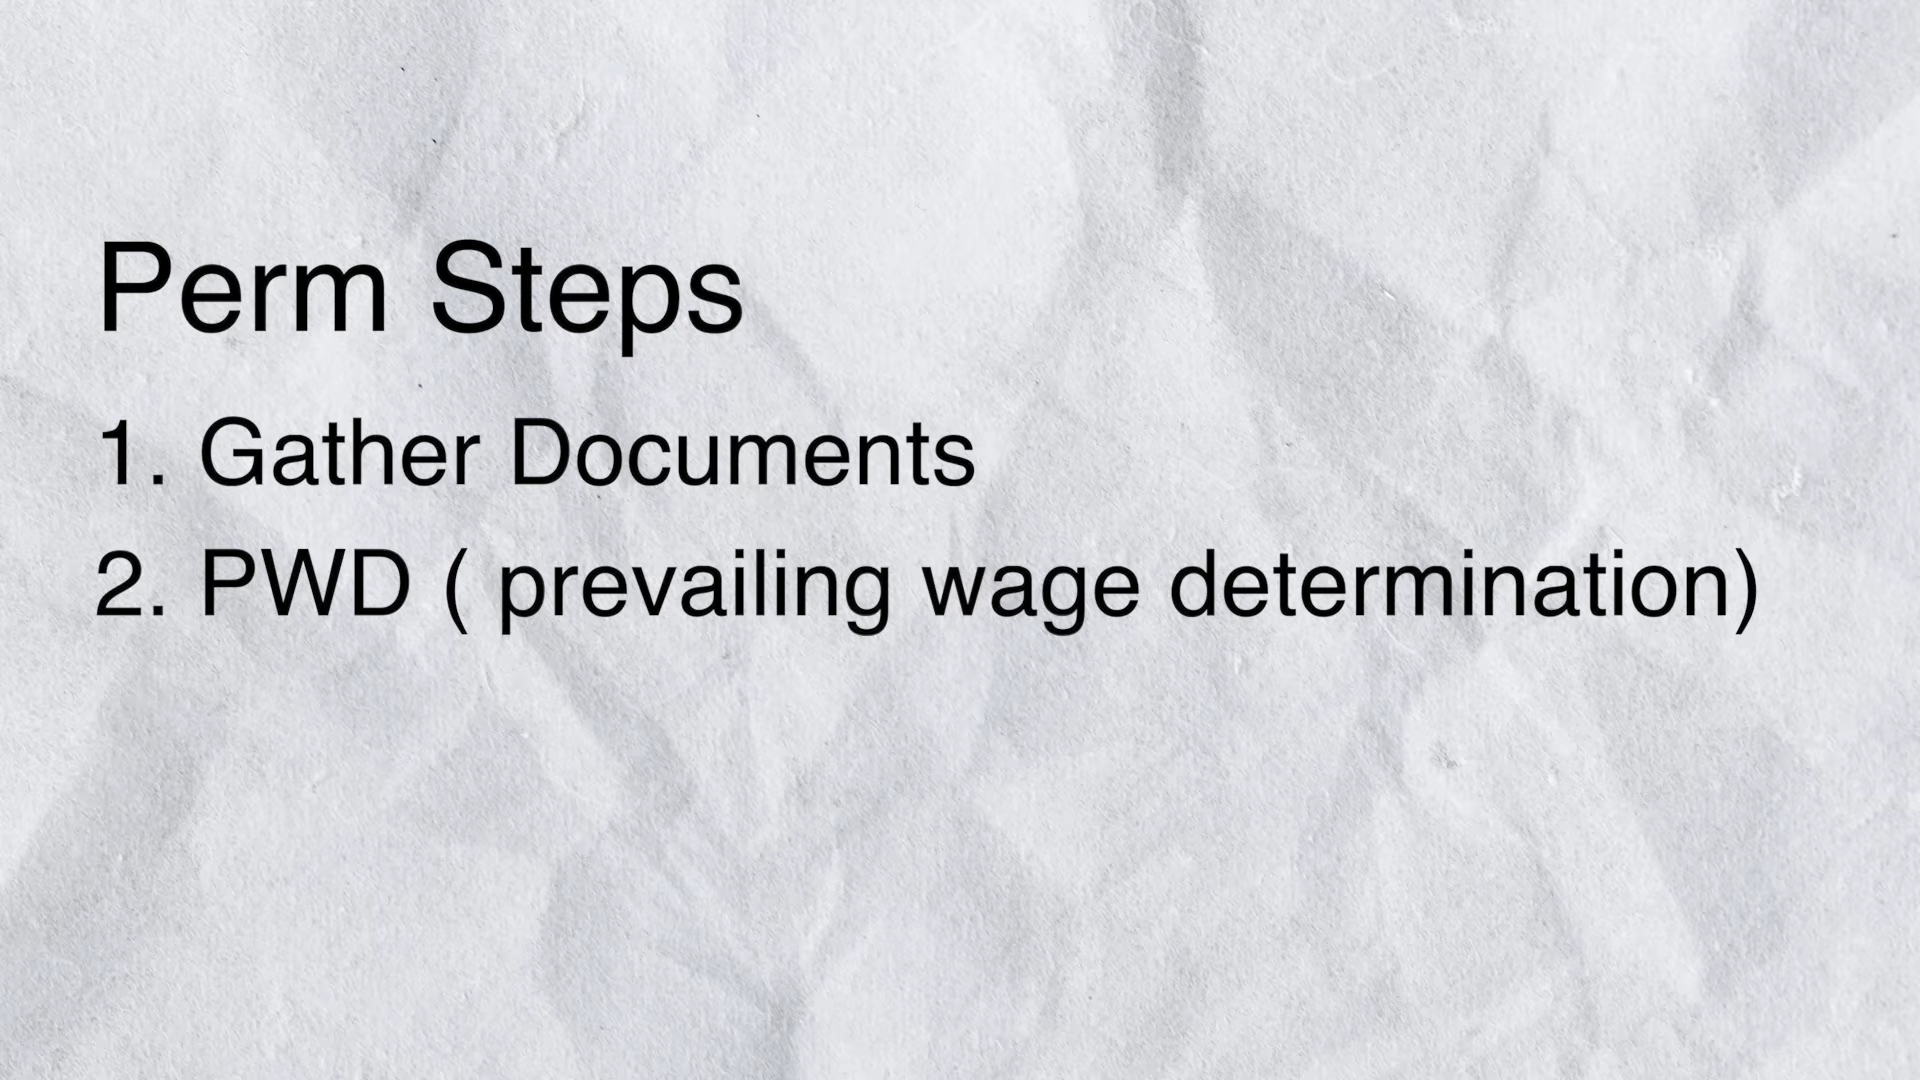 Perm Steps
1. Gather Documents
2. PWD ( prevailing wage determination)